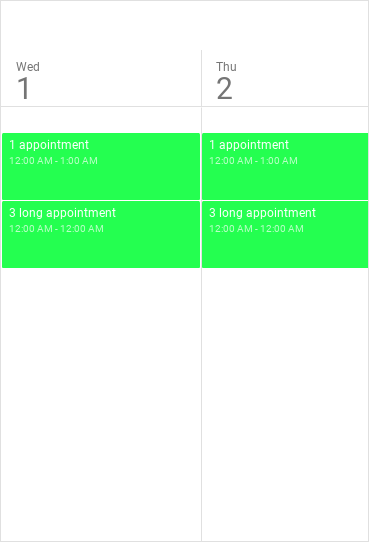 Wed
1
Thu
2
1 appointment
12:00 AM - 1:00 AM
1 appointment
12:00 AM - 1:00 AM
3 long appointment
12:00 AM - 12:00 AM
3 long appointment
12:00 AM - 12:00 AM